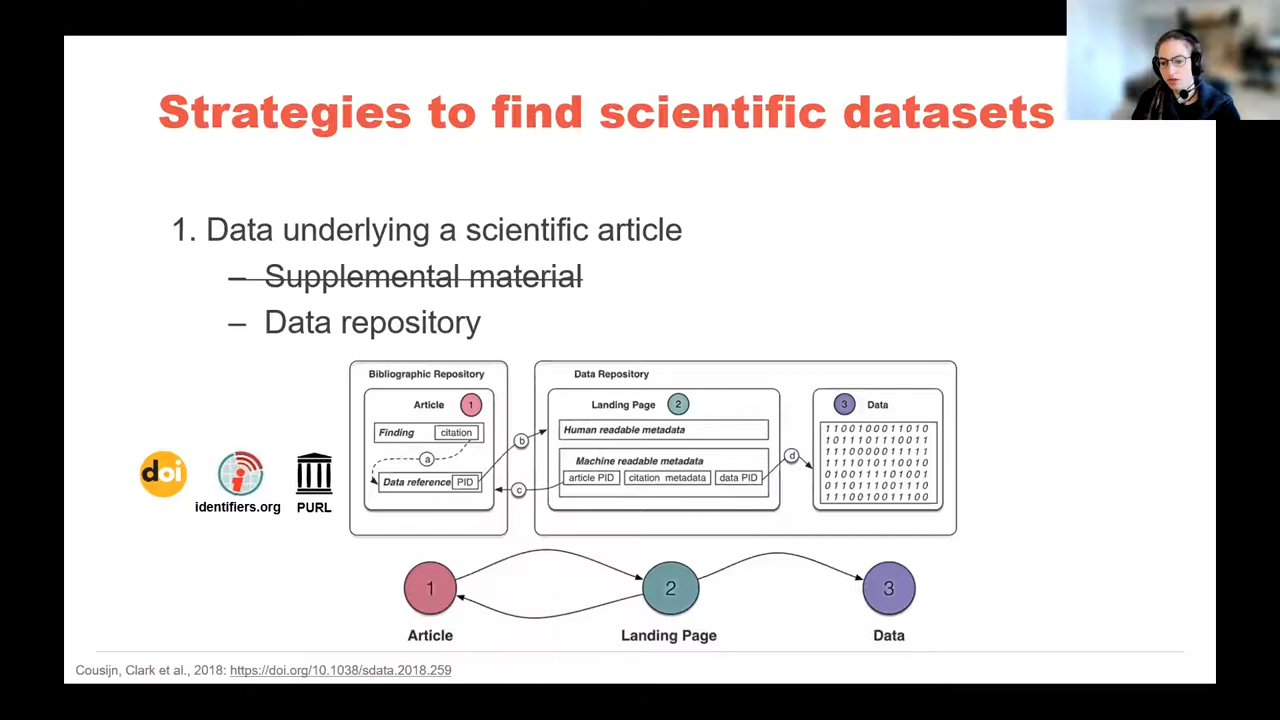 Strategies to find scientific datasets
1. Data underlying a scientific article
– Supplemental material
– Data repository
Bibliographic Repository
Article 1
Finding citation
a
Data reference PID
b
c
Data Repository
Landing Page 2
Human readable metadata
Machine readable metadata
article PID citation metadata data PID
d
3 Data
1 1 0 0 1 0 0 0 1 1 0 1 0
1 0 1 1 1 0 1 1 1 0 0 1 1
0 0 0 0 1 1 0 0 1 1 1 1 1
1 1 1 1 0 1 0 1 1 0 0 1 0
0 1 0 0 1 1 1 1 0 1 0 0 1
0 1 1 0 1 1 1 0 0 1 1 1 0
1 1 1 0 0 1 0 0 1 1 1 0 0
doi
identifiers.org
PURL
1 2 3
Article Landing Page Data
Cousijn, Clark et al., 2018: https://doi.org/10.1038/sdata.2018.259